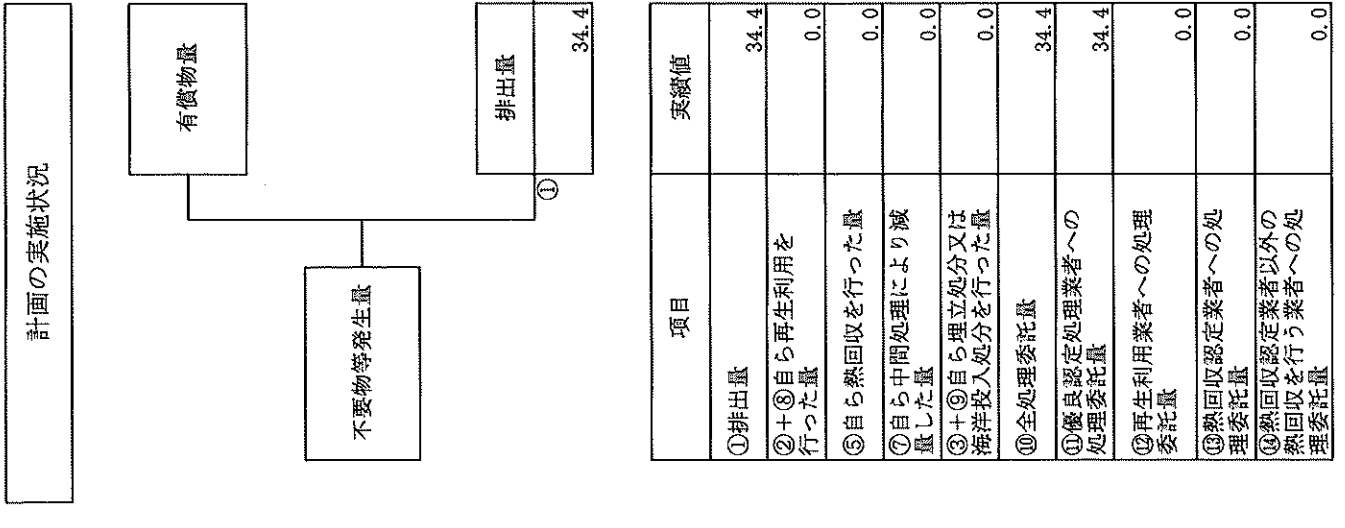 計画の実施状況
有償物量
不要物等発生量
排出量
①
34.4
項目
実績値
①排出量
34.4
②+⑧自ら再生利用を
行った量
0.0
⑤自ら熱回収を行った量
0.0
⑦自ら中間処理により減
量した量
0.0
③+⑨自ら埋立処分又は
海洋投入処分を行った量
0.0
⑩全処理委託量
34.4
⑪優良認定処理業者への
処理委託量
34.4
⑫再生利用業者への処理
委託量
0.0
⑬熱回収認定業者への処
理委託量
0.0
⑭熱回収認定業者以外の
熱回収を行う業者への処
理委託量
0.0